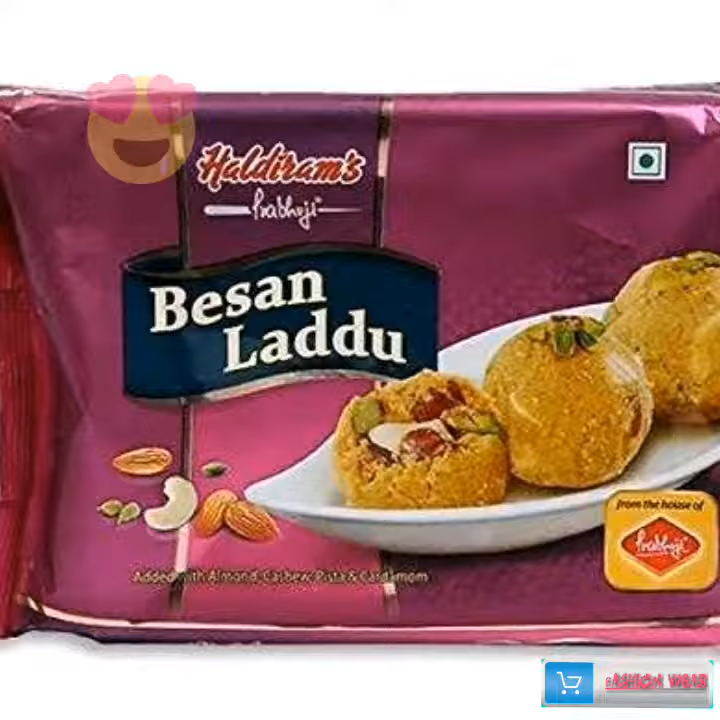 Haldiram's
Prabhuji
Besan
Laddu
Added with Almond, Cashew, Pista & Cardamom
from the house of
Prabhuji